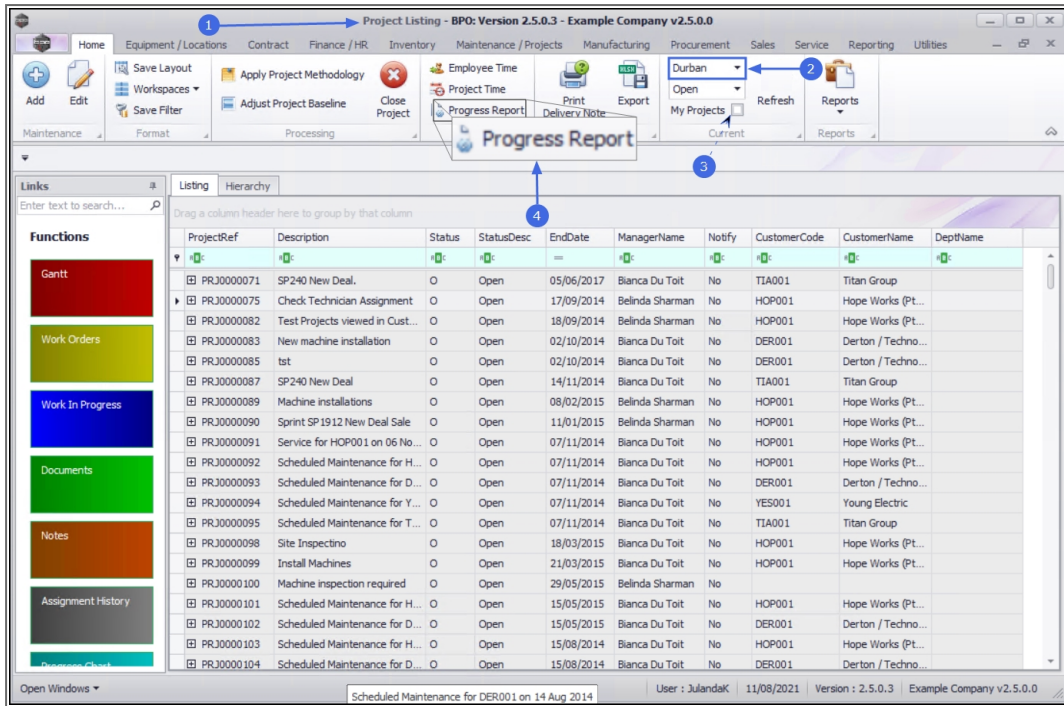 1
Project Listing - BPO: Version 2.5.0.3 - Example Company v2.5.0.0
Home Equipment / Locations Contract Finance / HR Inventory Maintenance / Projects Manufacturing Procurement Sales Service Reporting Utilities
Add
Edit
Save Layout
Workspaces
Save Filter
Apply Project Methodology
Adjust Project Baseline
Close
Project
Employee Time
Project Time
Progress Report
Print
Delivery Note
Export
Durban
Open
My Projects
Refresh
Reports
2
Maintenance Format Processing Current Reports
Progress Report
3
4
Links
Enter text to search...
Functions
Gantt
Work Orders
Work In Progress
Documents
Notes
Assignment History
Progress Chart
Listing Hierarchy
Drag a column header here to group by that column
ProjectRef Description Status StatusDesc EndDate ManagerName Notify CustomerCode CustomerName DeptName
PRJ0000071 SP240 New Deal. O Open 05/06/2017 Bianca Du Toit No TIA001 Titan Group
PRJ0000075 Check Technician Assignment O Open 17/09/2014 Belinda Sharman No HOP001 Hope Works (Pt...
PRJ0000082 Test Projects viewed in Cust... O Open 18/09/2014 Belinda Sharman No HOP001 Hope Works (Pt...
PRJ0000083 New machine installation O Open 02/10/2014 Bianca Du Toit No DER001 Derton / Techno...
PRJ0000085 tst O Open 02/10/2014 Bianca Du Toit No DER001 Derton / Techno...
PRJ0000087 SP240 New Deal O Open 14/11/2014 Bianca Du Toit No TIA001 Titan Group
PRJ0000089 Machine installations O Open 08/02/2015 Belinda Sharman No HOP001 Hope Works (Pt...
PRJ0000090 Sprint SP1912 New Deal Sale O Open 11/01/2015 Belinda Sharman No HOP001 Hope Works (Pt...
PRJ0000091 Service for HOP001 on 06 No... O Open 07/11/2014 Bianca Du Toit No HOP001 Hope Works (Pt...
PRJ0000092 Scheduled Maintenance for H... O Open 07/11/2014 Bianca Du Toit No HOP001 Hope Works (Pt...
PRJ0000093 Scheduled Maintenance for D... O Open 07/11/2014 Bianca Du Toit No DER001 Derton / Techno...
PRJ0000094 Scheduled Maintenance for Y... O Open 07/11/2014 Bianca Du Toit No YES001 Young Electric
PRJ0000095 Scheduled Maintenance for T... O Open 07/11/2014 Bianca Du Toit No TIA001 Titan Group
PRJ0000098 Site Inspectino O Open 18/03/2015 Bianca Du Toit No HOP001 Hope Works (Pt...
PRJ0000099 Install Machines O Open 21/03/2015 Bianca Du Toit No HOP001 Hope Works (Pt...
PRJ0000100 Machine inspection required O Open 29/05/2015 Belinda Sharman No
PRJ0000101 Scheduled Maintenance for H... O Open 15/05/2015 Bianca Du Toit No HOP001 Hope Works (Pt...
PRJ0000102 Scheduled Maintenance for D... O Open 15/05/2015 Bianca Du Toit No DER001 Derton / Techno...
PRJ0000103 Scheduled Maintenance for H... O Open 15/08/2014 Bianca Du Toit No HOP001 Hope Works (Pt...
PRJ0000104 Scheduled Maintenance for D... O Open 15/08/2014 Bianca Du Toit No DER001 Derton / Techno...
Open Windows
Scheduled Maintenance for DER001 on 14 Aug 2014
User : JulandaK 11/08/2021 Version : 2.5.0.3 Example Company v2.5.0.0